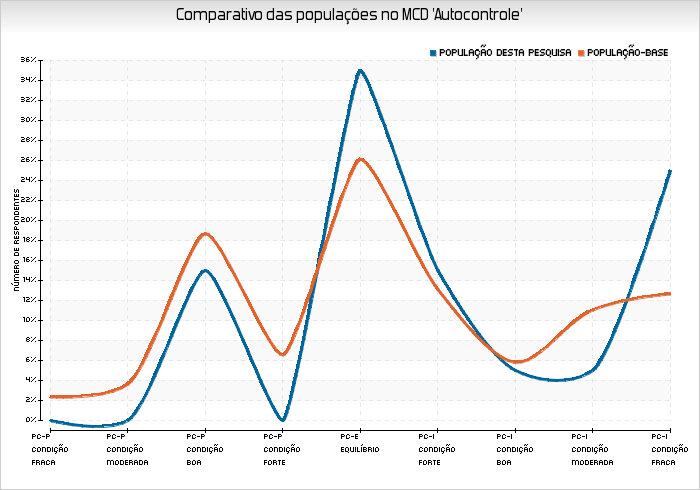 Comparativo das populações no MCD 'Autocontrole'
POPULAÇÃO DESTA PESQUISA POPULAÇÃO-BASE
NÚMERO DE RESPONDENTES
36%
34%
32%
30%
28%
26%
24%
22%
20%
18%
16%
14%
12%
10%
8%
6%
4%
2%
0%
PC-P CONDIÇÃO FRACA
PC-P CONDIÇÃO MODERADA
PC-P CONDIÇÃO BOA
PC-P CONDIÇÃO FORTE
PC-E EQUILÍBRIO
PC-I CONDIÇÃO FORTE
PC-I CONDIÇÃO BOA
PC-I CONDIÇÃO MODERADA
PC-I CONDIÇÃO FRACA